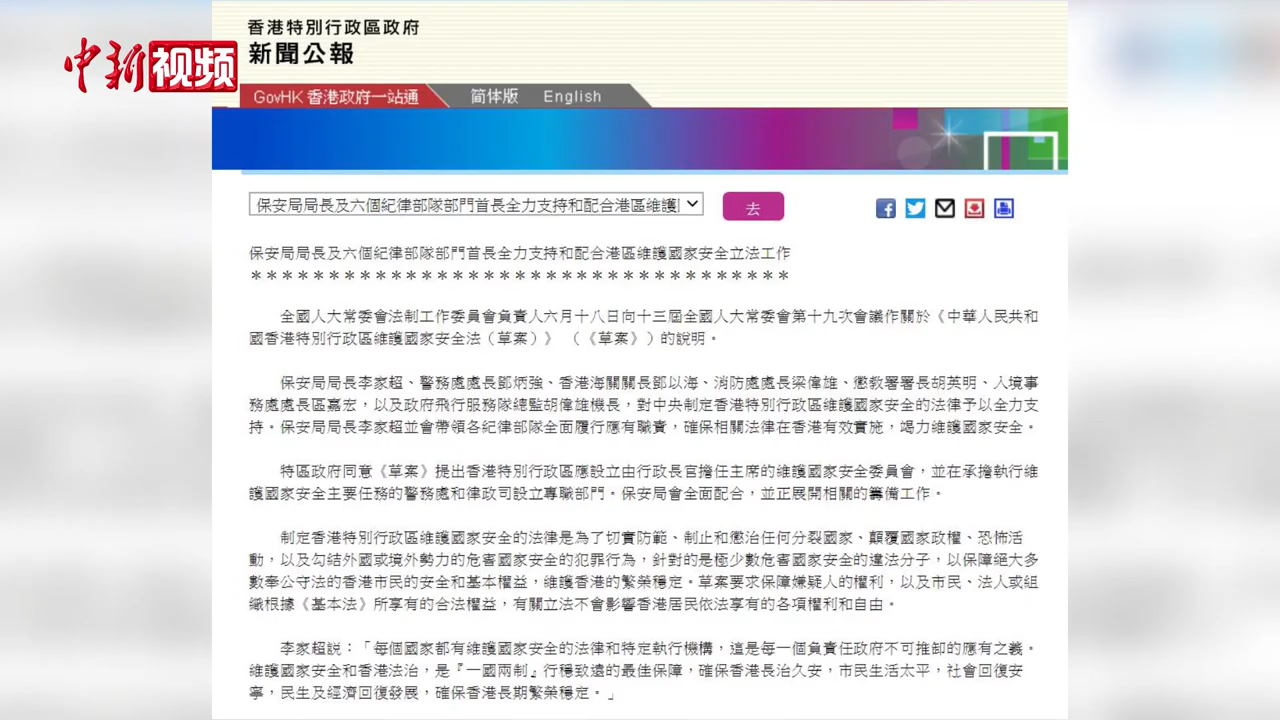 香港特別行政區政府
新聞公報
中新视频
GovHK 香港政府一站通 简体版 English
保安局局長及六個紀律部隊部門首長全力支持和配合港區維護 去
保安局局長及六個紀律部隊部門首長全力支持和配合港區維護國家安全立法工作
***********************************
全國人大常委會法制工作委員會負責人六月十八日向十三屆全國人大常委會第十九次會議作關於《中華人民共和
國香港特別行政區維護國家安全法（草案）》（《草案》）的說明。
保安局局長李家超、警務處處長鄧炳強、香港海關關長鄧以海、消防處處長梁偉雄、懲教署署長胡英明、入境事
務處處長區嘉宏，以及政府飛行服務隊總監胡偉雄機長，對中央制定香港特別行政區維護國家安全的法律予以全力支
持。保安局局長李家超並會帶領各紀律部隊全面履行應有職責，確保相關法律在香港有效實施，竭力維護國家安全。
特區政府同意《草案》提出香港特別行政區應設立由行政長官擔任主席的維護國家安全委員會，並在承擔執行維
護國家安全主要任務的警務處和律政司設立專職部門。保安局會全面配合，並正展開相關的籌備工作。
制定香港特別行政區維護國家安全的法律是為了切實防範、制止和懲治任何分裂國家、顛覆國家政權、恐怖活
動，以及勾結外國或境外勢力的危害國家安全的犯罪行為，針對的是極少數危害國家安全的違法分子，以保障絕大多
數奉公守法的香港市民的安全和基本權益，維護香港的繁榮穩定。草案要求保障嫌疑人的權利，以及市民、法人或組
織根據《基本法》所享有的合法權益，有關立法不會影響香港居民依法享有的各項權利和自由。
李家超説：「每個國家都有維護國家安全的法律和特定執行機構，這是每一個負責任政府不可推卸的應有之義。
維護國家安全和香港法治，是『一國兩制』行穩致遠的最佳保障，確保香港長治久安，市民生活太平，社會回復安
寧，民生及經濟回復發展，確保香港長期繁榮穩定。」